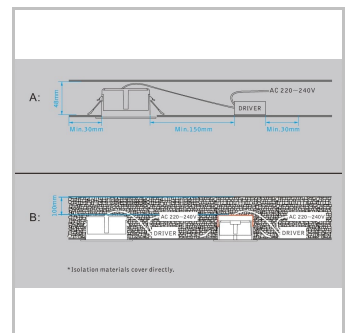 A:
48mm
AC 220-240V
DRIVER
Min.30mm
Min.150mm
Min.30mm
B:
AC 220-240V
AC 220-240V
DRIVER
DRIVER
*Isolation materials cover directly.